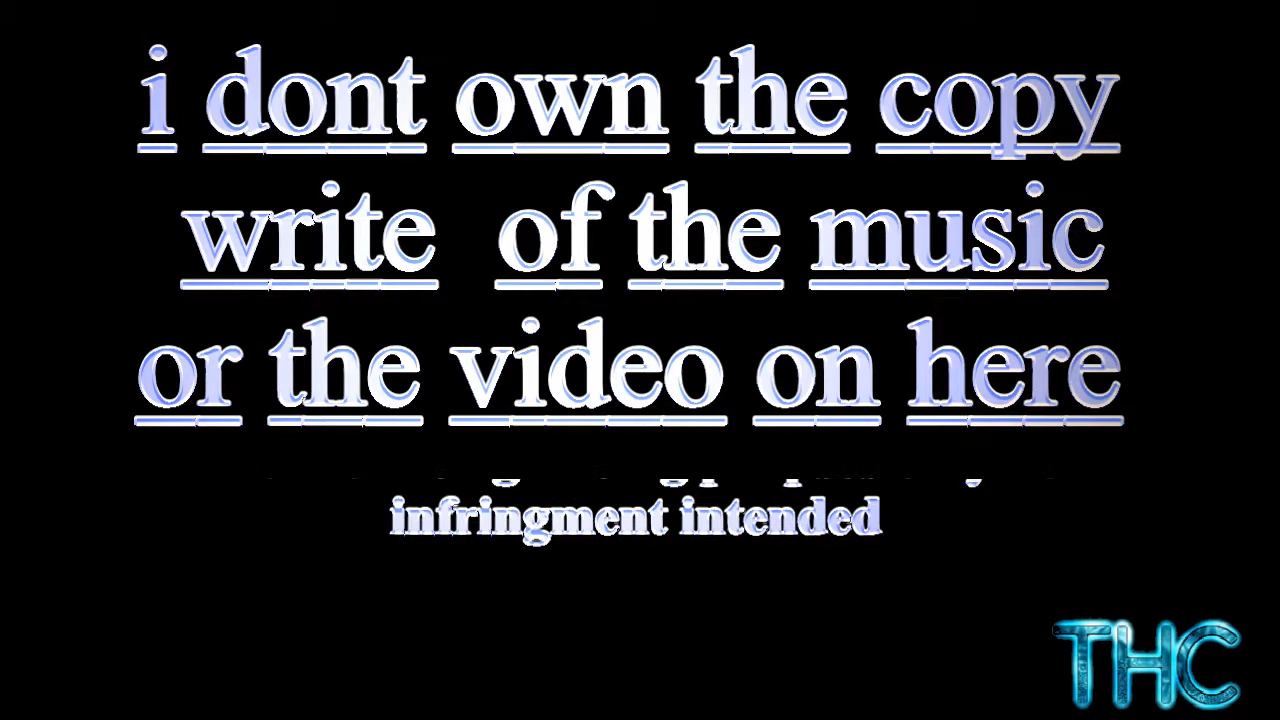 i dont own the copy
write of the music
or the video on here
infringment intended
THC